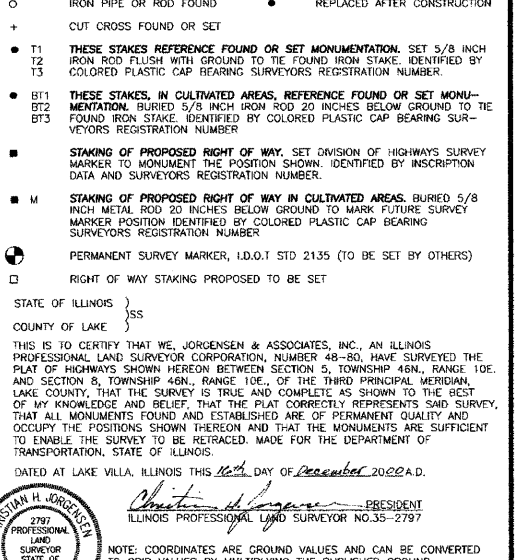 IRON PIPE OR ROD FOUND
REPLACED AFTER CONSTRUCTION
+ CUT CROSS FOUND OR SET
T1 THESE STAKES REFERENCE FOUND OR SET MONUMENTATION. SET 5/8 INCH
T2 IRON ROD FLUSH WITH GROUND TO TIE FOUND IRON STAKE. IDENTIFIED BY
T3 COLORED PLASTIC CAP BEARING SURVEYORS REGISTRATION NUMBER.
BT1 THESE STAKES, IN CULTIVATED AREAS, REFERENCE FOUND OR SET MONU-
BT2 MENTATION. BURIED 5/8 INCH IRON ROD 20 INCHES BELOW GROUND TO TIE
BT3 FOUND IRON STAKE. IDENTIFIED BY COLORED PLASTIC CAP BEARING SUR-
VEYORS REGISTRATION NUMBER
STAKING OF PROPOSED RIGHT OF WAY. SET DIVISION OF HIGHWAYS SURVEY
MARKER TO MONUMENT THE POSITION SHOWN. IDENTIFIED BY INSCRIPTION
DATA AND SURVEYORS REGISTRATION NUMBER.
M STAKING OF PROPOSED RIGHT OF WAY IN CULTIVATED AREAS. BURIED 5/8
INCH METAL ROD 20 INCHES BELOW GROUND TO MARK FUTURE SURVEY
MARKER POSITION IDENTIFIED BY COLORED PLASTIC CAP BEARING
SURVEYORS REGISTRATION NUMBER
PERMANENT SURVEY MARKER, I.D.O.T STD 2135 (TO BE SET BY OTHERS)
RIGHT OF WAY STAKING PROPOSED TO BE SET
STATE OF ILLINOIS )
)SS
COUNTY OF LAKE )
THIS IS TO CERTIFY THAT WE, JORGENSEN & ASSOCIATES, INC., AN ILLINOIS
PROFESSIONAL LAND SURVEYOR CORPORATION, NUMBER 48-80, HAVE SURVEYED THE
PLAT OF HIGHWAYS SHOWN HEREON BETWEEN SECTION 5, TOWNSHIP 46N., RANGE 10E.
AND SECTION 8, TOWNSHIP 46N., RANGE 10E., OF THE THIRD PRINCIPAL MERIDIAN,
LAKE COUNTY, THAT THE SURVEY IS TRUE AND COMPLETE AS SHOWN TO THE BEST
OF MY KNOWLEDGE AND BELIEF, THAT THE PLAT CORRECTLY REPRESENTS SAID SURVEY,
THAT ALL MONUMENTS FOUND AND ESTABLISHED ARE OF PERMANENT QUALITY AND
OCCUPY THE POSITIONS SHOWN THEREON AND THAT THE MONUMENTS ARE SUFFICIENT
TO ENABLE THE SURVEY TO BE RETRACED. MADE FOR THE DEPARTMENT OF
TRANSPORTATION, STATE OF ILLINOIS.
DATED AT LAKE VILLA, ILLINOIS THIS 16th DAY OF December 2000 A.D.
Christian H. Jorgensen PRESIDENT
ILLINOIS PROFESSIONAL LAND SURVEYOR NO.35-2797
STIAN H. JORGENSEN
2797
PROFESSIONAL
LAND
SURVEYOR
STATE OF
NOTE: COORDINATES ARE GROUND VALUES AND CAN BE CONVERTED